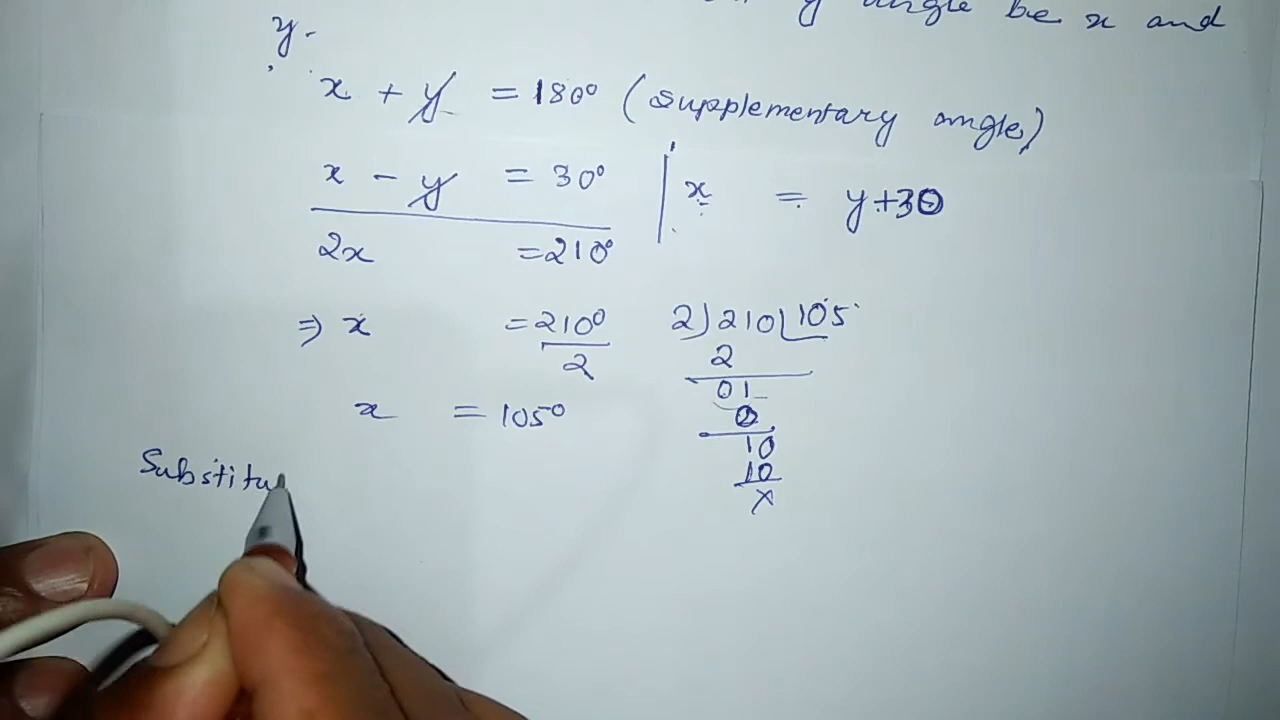 y angle be x and
y.
x + y = 180° (supplementary angle)
x - y = 30° | x = y+30
2x = 210°
⇒ x = 210°/2
2)210(105
2
01
0
10
10
x
x = 105°
Substitu